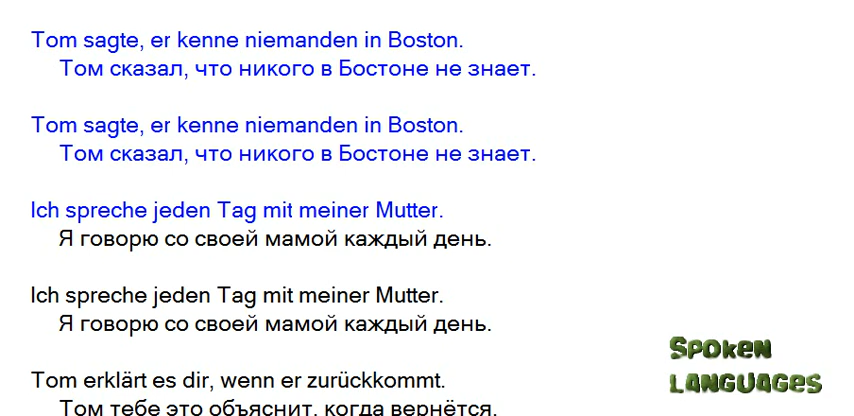 Tom sagte, er kenne niemanden in Boston.
Том сказал, что никого в Бостоне не знает.
Tom sagte, er kenne niemanden in Boston.
Том сказал, что никого в Бостоне не знает.
Ich spreche jeden Tag mit meiner Mutter.
Я говорю со своей мамой каждый день.
Ich spreche jeden Tag mit meiner Mutter.
Я говорю со своей мамой каждый день.
Tom erklärt es dir, wenn er zurückkommt.
Том тебе это объяснит, когда вернётся.
Spoken
Languages